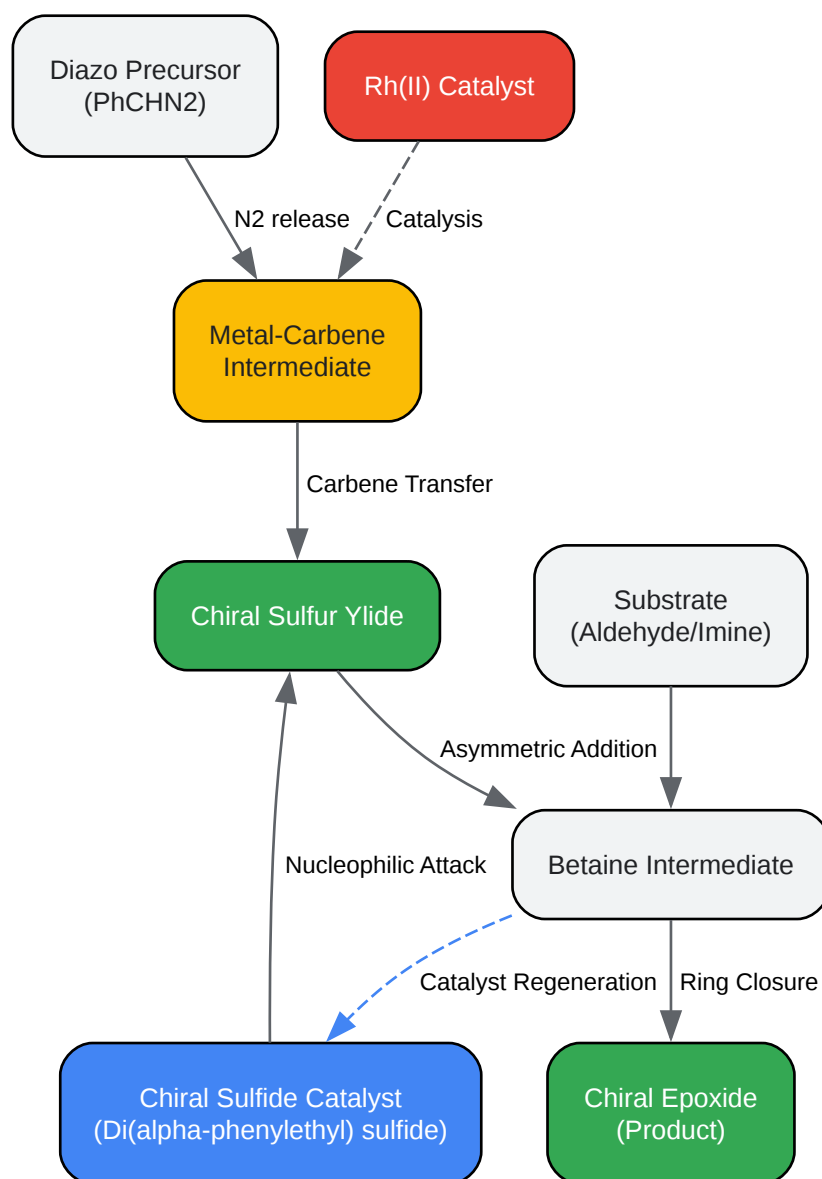 Diazo Precursor
(PhCHN2)
Rh(II) Catalyst
N2 release
Catalysis
Metal-Carbene
Intermediate
Carbene Transfer
Chiral Sulfur Ylide
Substrate
(Aldehyde/Imine)
Asymmetric Addition
Nucleophilic Attack
Betaine Intermediate
Catalyst Regeneration
Ring Closure
Chiral Sulfide Catalyst
(Di(alpha-phenylethyl) sulfide)
Chiral Epoxide
(Product)